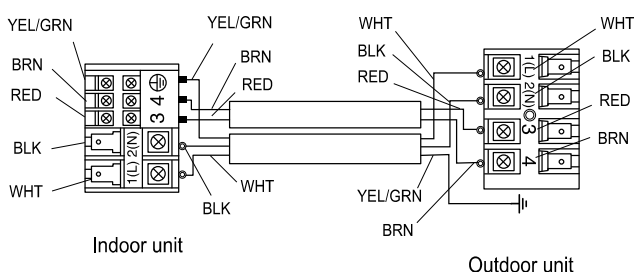 YEL/GRN
BRN
RED
BLK
WHT
3 4
1(L) 2(N)
YEL/GRN
BRN
RED
WHT
BLK
Indoor unit
WHT
BLK
RED
YEL/GRN
BRN
1(L) 2(N)
3
4
WHT
BLK
RED
BRN
Outdoor unit